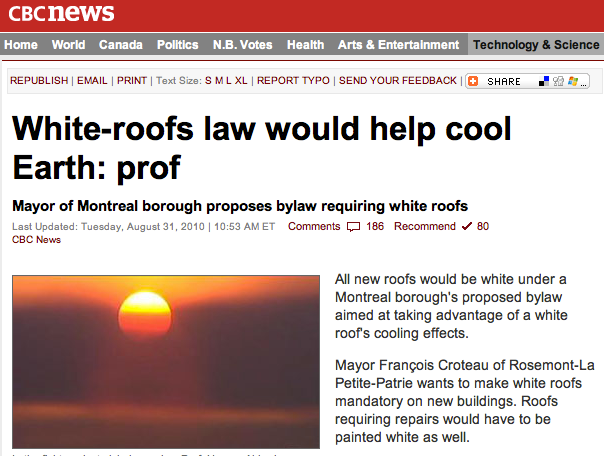 CBCnews
Home World Canada Politics N.B. Votes Health Arts & Entertainment Technology & Science
REPUBLISH | EMAIL | PRINT | Text Size: S M L XL | REPORT TYPO | SEND YOUR FEEDBACK | SHARE ...
White-roofs law would help cool
Earth: prof
Mayor of Montreal borough proposes bylaw requiring white roofs
Last Updated: Tuesday, August 31, 2010 | 10:53 AM ET Comments 186 Recommend 80
CBC News
All new roofs would be white under a
Montreal borough's proposed bylaw
aimed at taking advantage of a white
roof's cooling effects.
Mayor François Croteau of Rosemont-La
Petite-Patrie wants to make white roofs
mandatory on new buildings. Roofs
requiring repairs would have to be
painted white as well.